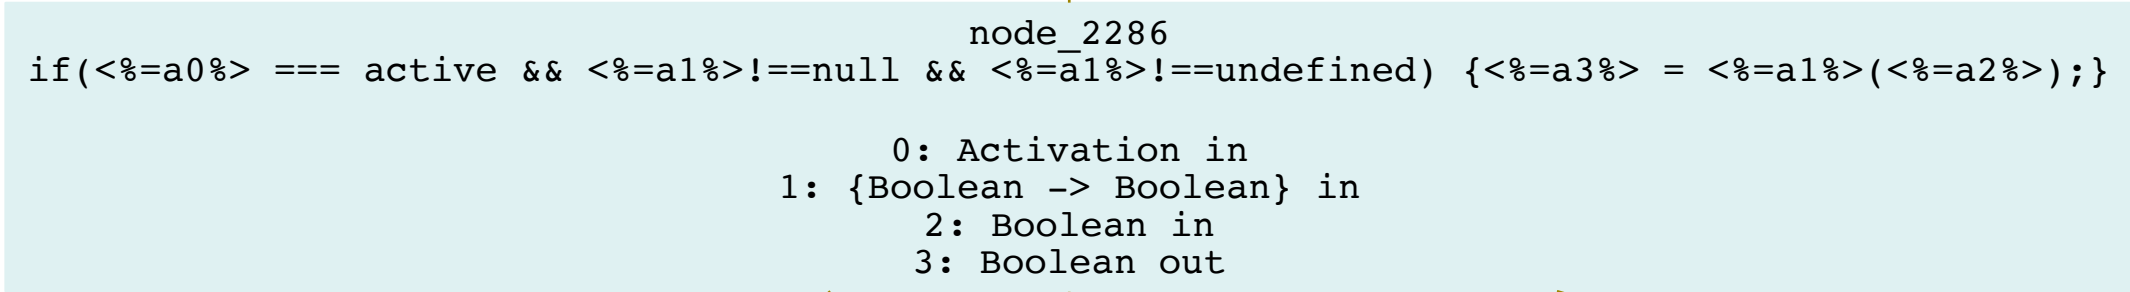 node_2286
if(<%=a0%> === active && <%=a1%>!==null && <%=a1%>!==undefined) {<%=a3%> = <%=a1%>(<%=a2%>);}
0: Activation in
1: {Boolean -> Boolean} in
2: Boolean in
3: Boolean out